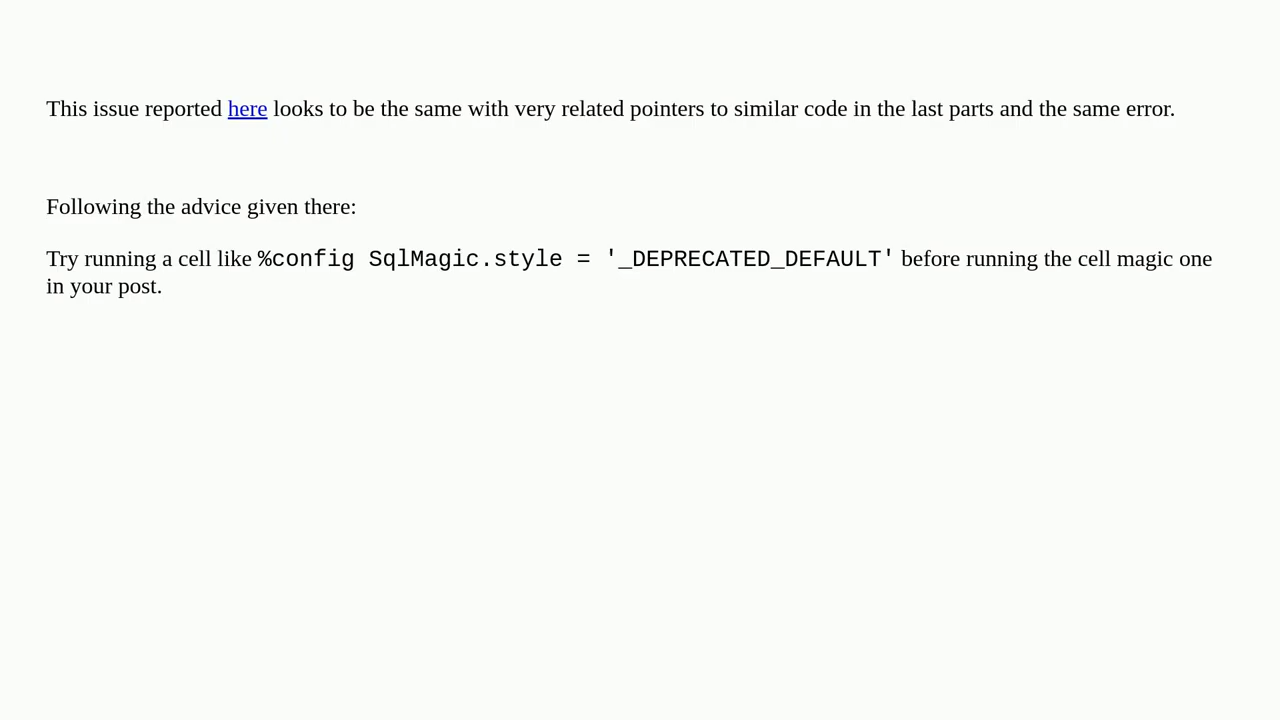 This issue reported here looks to be the same with very related pointers to similar code in the last parts and the same error.
Following the advice given there:
Try running a cell like %config SqlMagic.style = '_DEPRECATED_DEFAULT' before running the cell magic one
in your post.